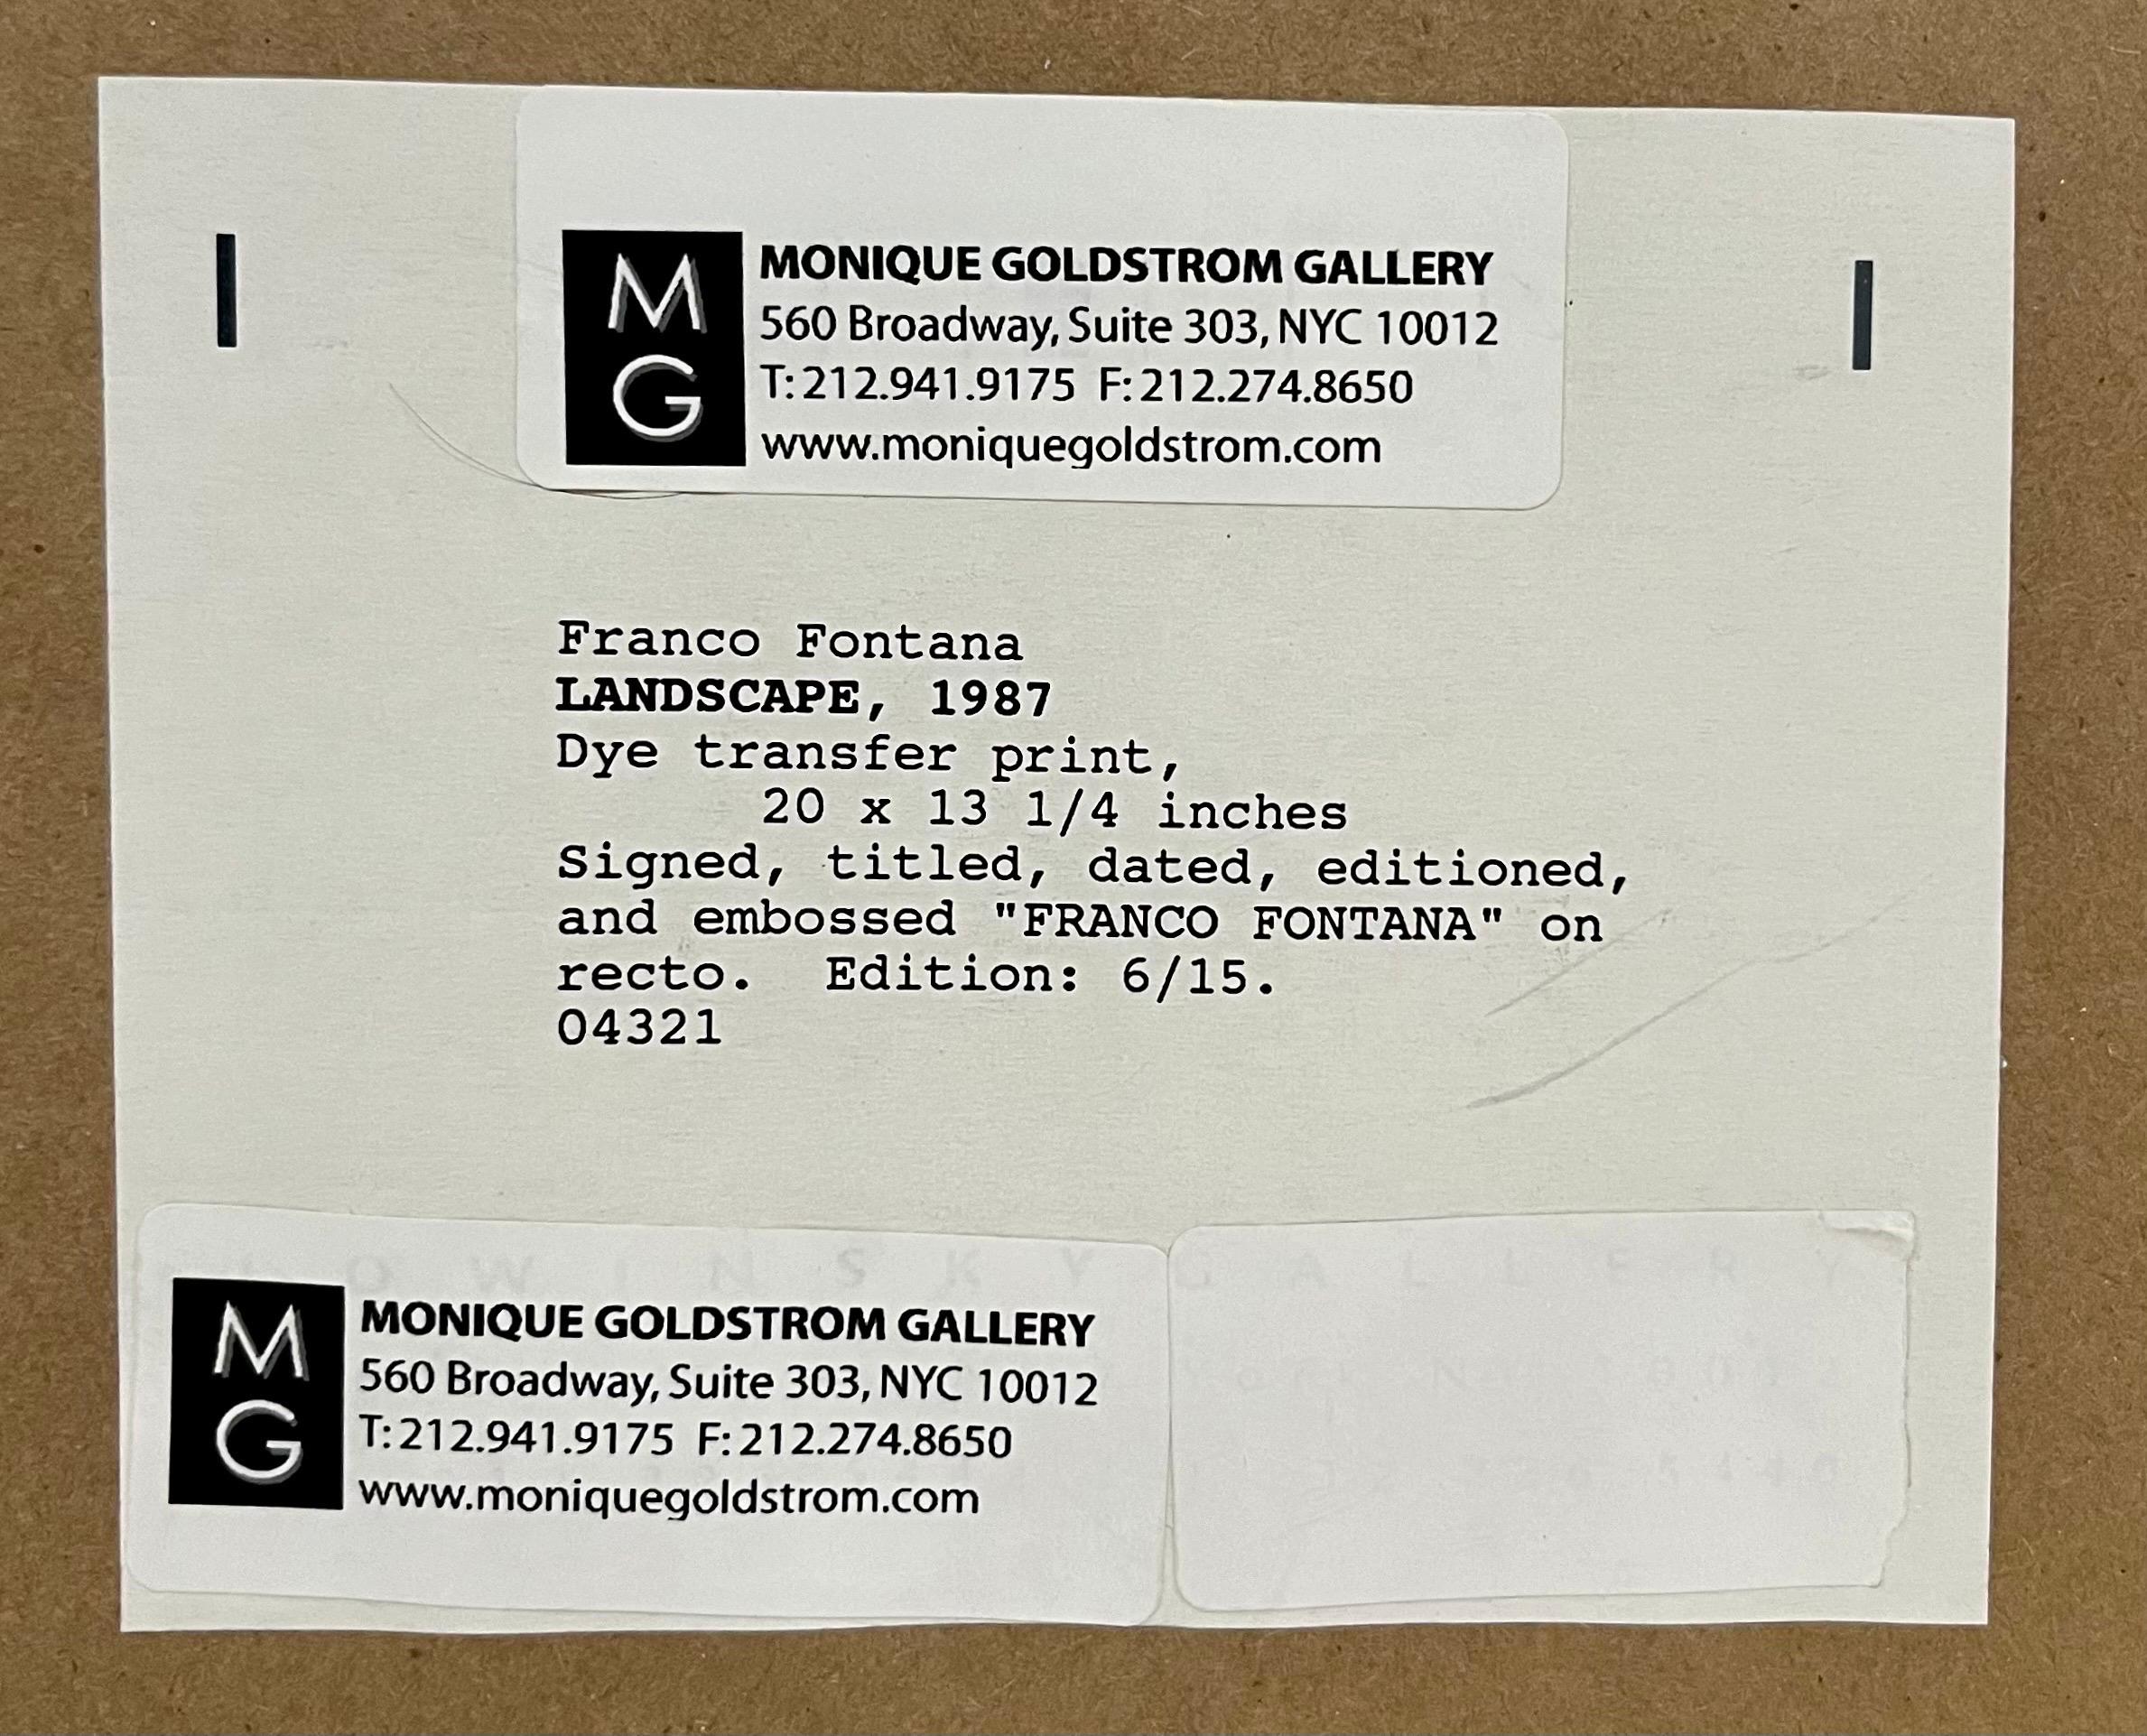 M
G
MONIQUE GOLDSTROM GALLERY
560 Broadway, Suite 303, NYC 10012
T: 212.941.9175 F: 212.274.8650
www.moniquegoldstrom.com
Franco Fontana
LANDSCAPE, 1987
Dye transfer print,
20 x 13 1/4 inches
Signed, titled, dated, editioned,
and embossed "FRANCO FONTANA" on
recto. Edition: 6/15.
04321
OWINSKY GALLERY
M
G
MONIQUE GOLDSTROM GALLERY
560 Broadway, Suite 303, NYC 10012
T: 212.941.9175 F: 212.274.8650
www.moniquegoldstrom.com